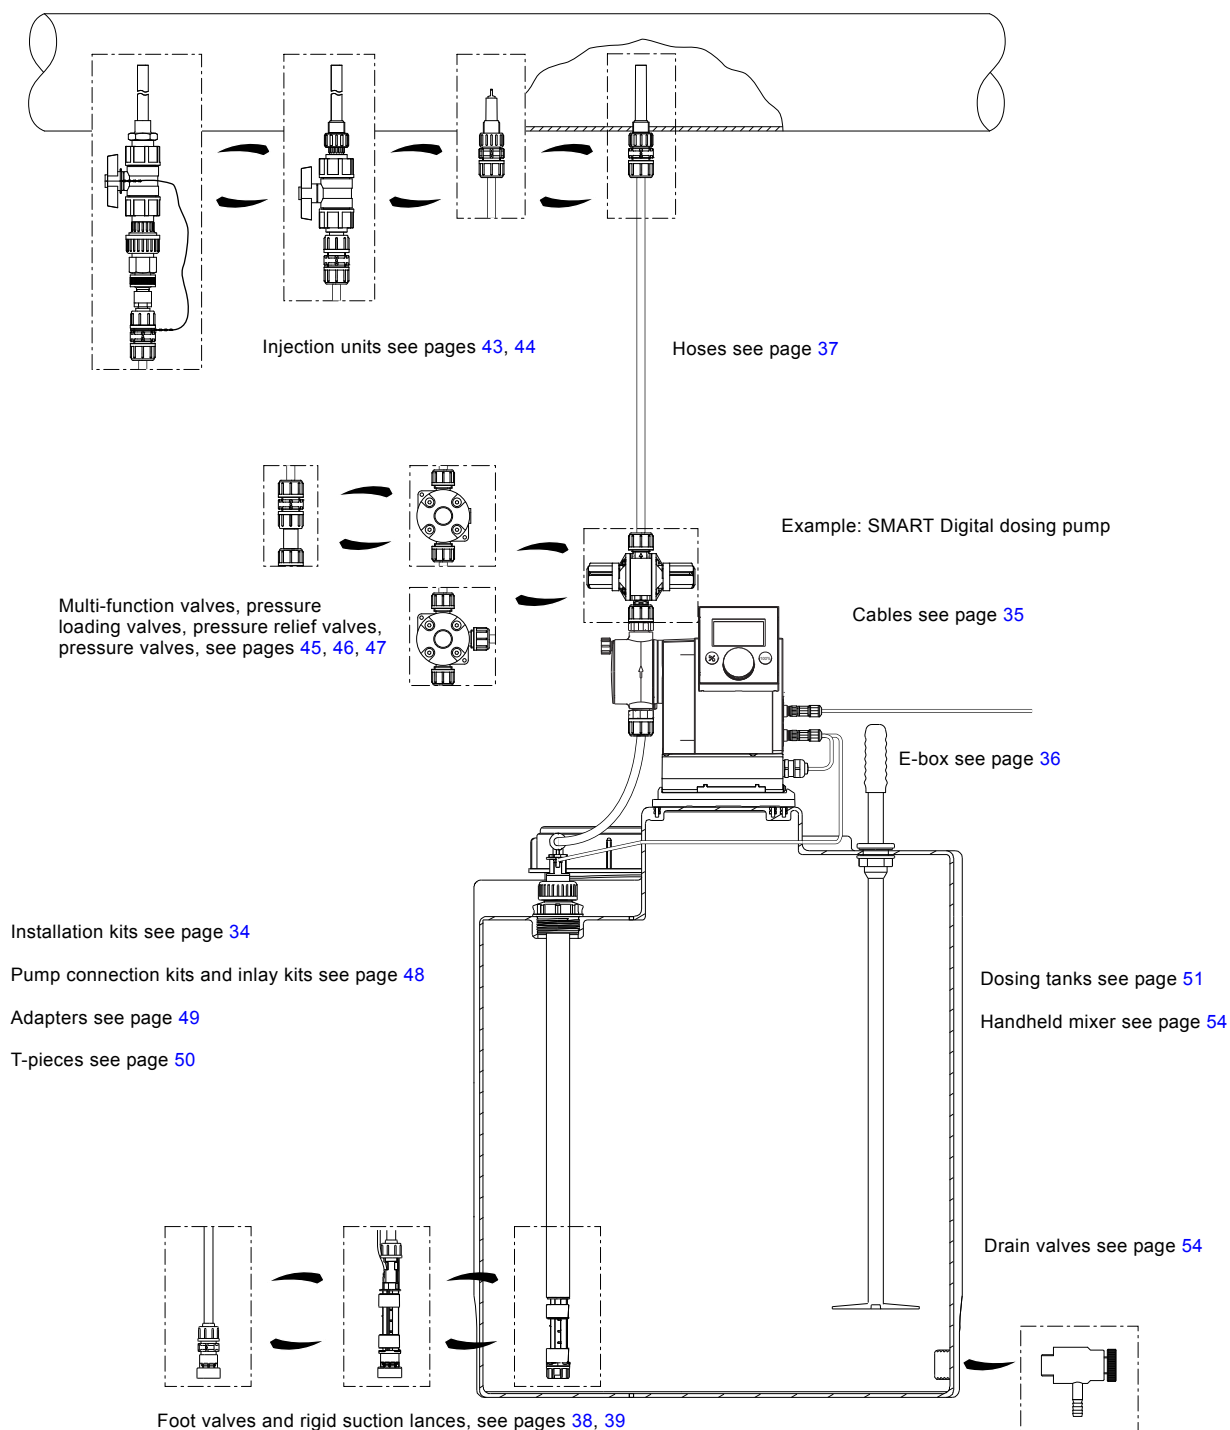 Injection units see pages 43, 44
Hoses see page 37
Example: SMART Digital dosing pump
Multi-function valves, pressure
loading valves, pressure relief valves,
pressure valves, see pages 45, 46, 47
Cables see page 35
E-box see page 36
Installation kits see page 34
Pump connection kits and inlay kits see page 48
Adapters see page 49
T-pieces see page 50
Dosing tanks see page 51
Handheld mixer see page 54
Drain valves see page 54
Foot valves and rigid suction lances, see pages 38, 39